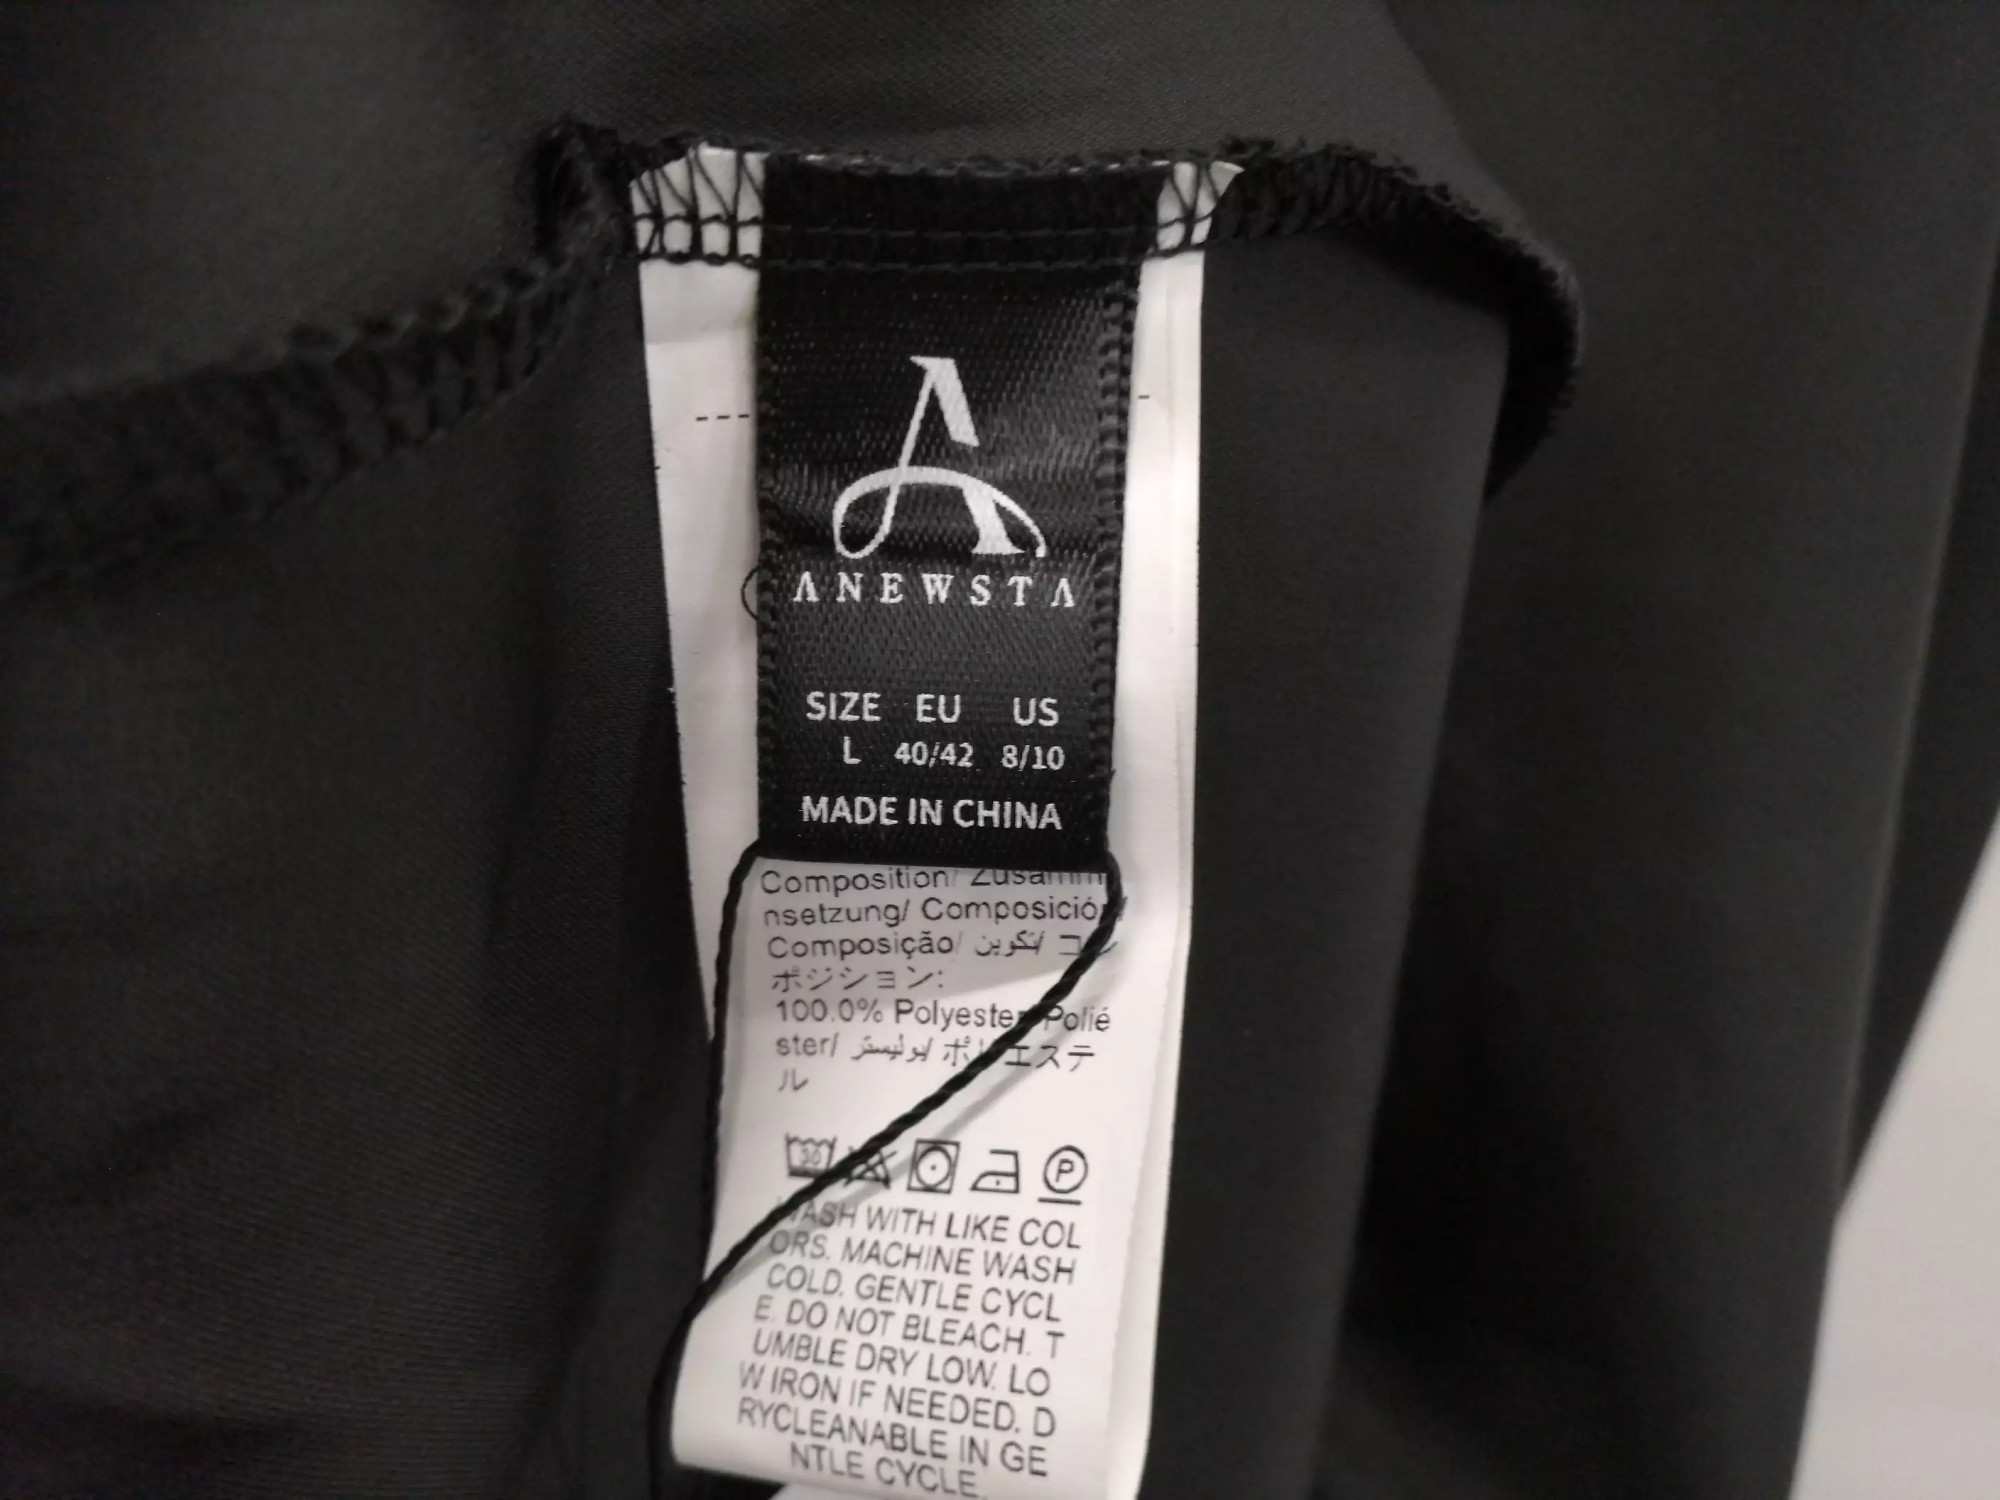 A
ANEWSTA
SIZE EU US
L 40/42 8/10
MADE IN CHINA
Composition/
nsetzung/ Composición/
Composição/ تكوين/ コン
ポジション:
100.0% Polyester/ Polié
ster/ بوليستر/ ポリエステ
ル
30
P
WASH WITH LIKE COL
ORS. MACHINE WASH
COLD. GENTLE CYCL
E. DO NOT BLEACH. T
UMBLE DRY LOW. LO
W IRON IF NEEDED. D
RYCLEANABLE IN GE
NTLE CYCLE.